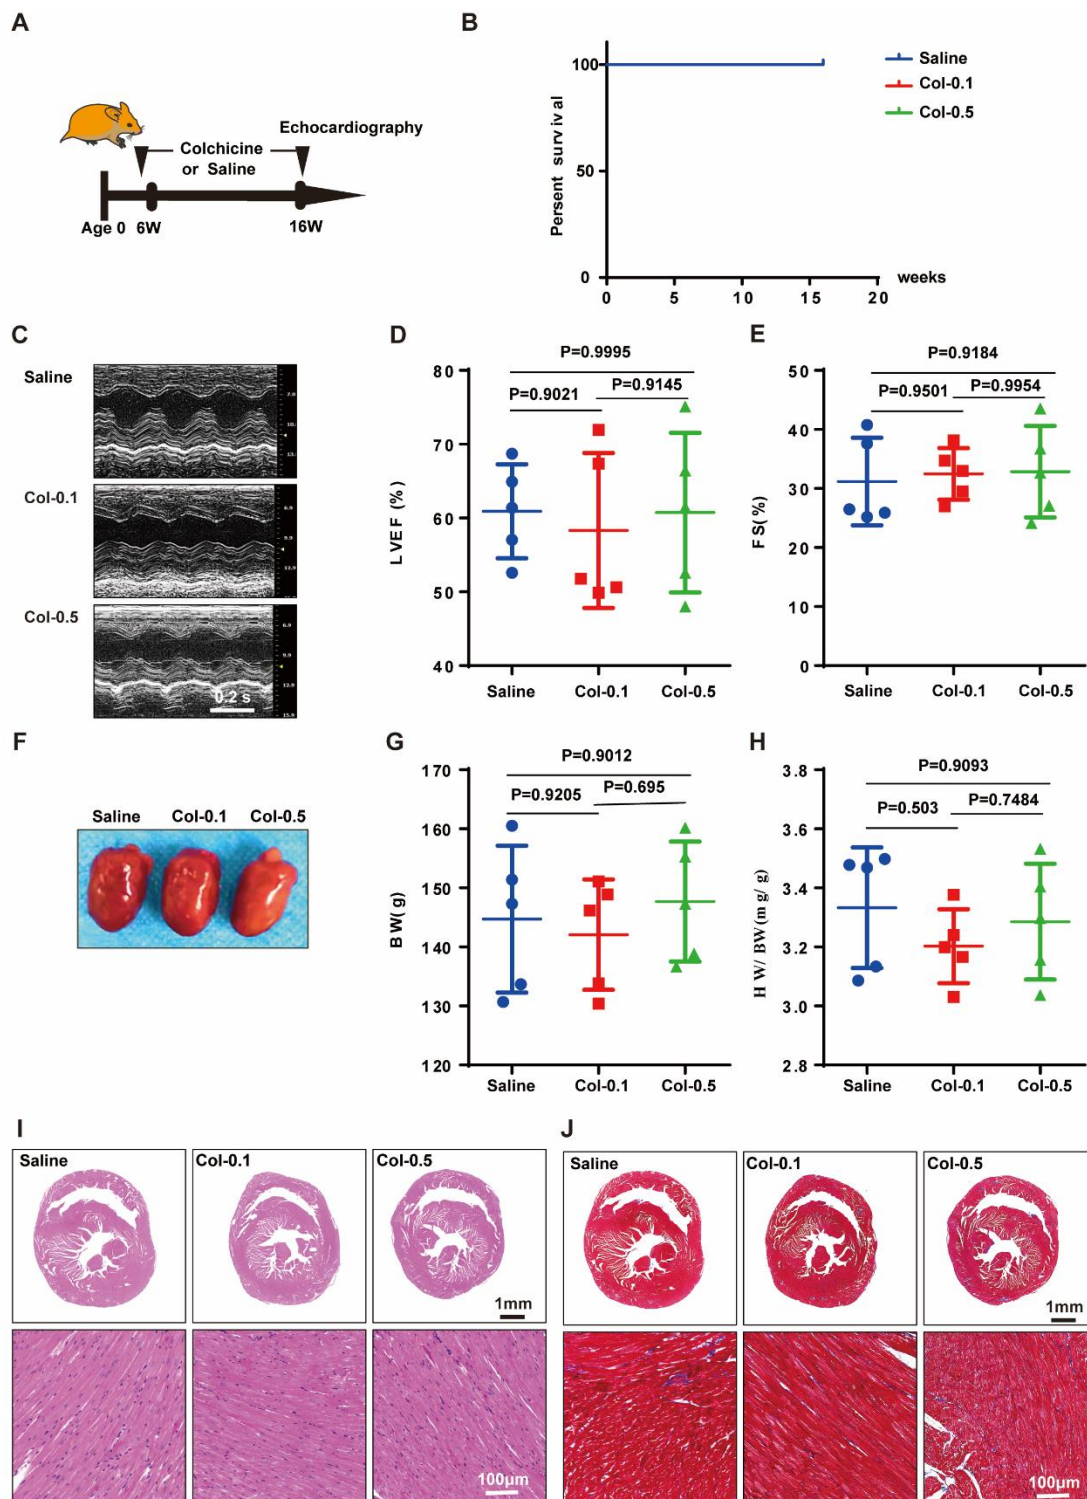 A
Echocardiography
Colchicine
or Saline
Age 0 6W 16W
B
Persent survival
100
50
0
0 5 10 15 20
weeks
Saline
Col-0.1
Col-0.5
C
Saline
Col-0.1
Col-0.5
0.2 s
D
P=0.9995
P=0.9021
P=0.9145
LVEF (%)
80
70
60
50
40
Saline Col-0.1 Col-0.5
E
P=0.9184
P=0.9501
P=0.9954
FS(%)
50
40
30
20
10
0
Saline Col-0.1 Col-0.5
F
Saline Col-0.1 Col-0.5
G
P=0.9012
P=0.9205
P=0.695
BW(g)
170
160
150
140
130
120
Saline Col-0.1 Col-0.5
H
P=0.9093
P=0.503
P=0.7484
HW/BW(mg/g)
3.8
3.6
3.4
3.2
3.0
2.8
Saline Col-0.1 Col-0.5
I
Saline Col-0.1 Col-0.5
1mm
100μm
J
Saline Col-0.1 Col-0.5
1mm
100μm